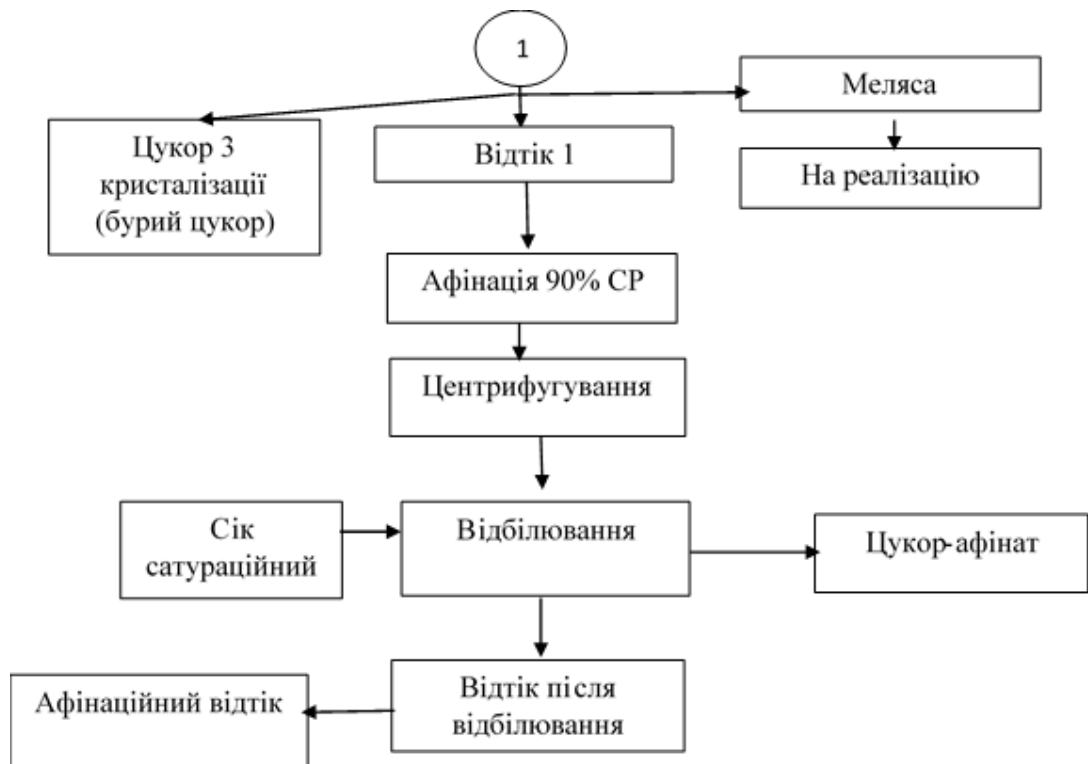 1
Меляса
Цукор 3
кристалізації
(бурий цукор)
Відтік 1
На реалізацію
Афінація 90% СР
Центрифугування
Сік
сатураційний
Відбілювання
Цукор-афінат
Афінаційний відтік
Відтік після
відбілювання